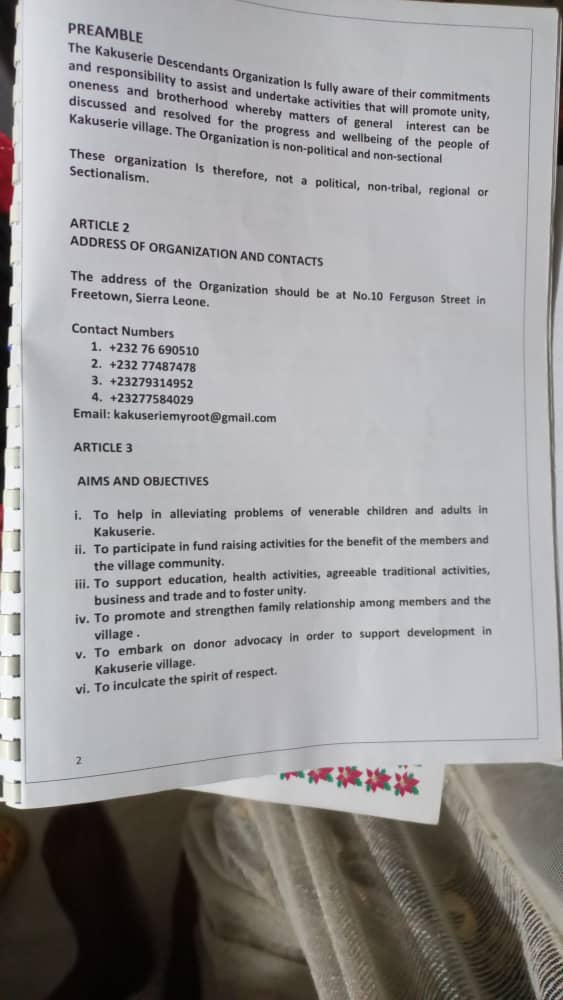 PREAMBLE
The Kakuserie Descendants Organization Is fully aware of their commitments
and responsibility to assist and undertake activities that will promote unity,
oneness and brotherhood whereby matters of general interest can be
discussed and resolved for the progress and wellbeing of the people of
Kakuserie village. The Organization is non-political and non-sectional
These organization Is therefore, not a political, non-tribal, regional or
Sectionalism.
ARTICLE 2
ADDRESS OF ORGANIZATION AND CONTACTS
The address of the Organization should be at No.10 Ferguson Street in
Freetown, Sierra Leone.
Contact Numbers
1. +232 76 690510
2. +232 77487478
3. +23279314952
4. +23277584029
Email: kakuseriemyroot@gmail.com
ARTICLE 3
AIMS AND OBJECTIVES
i. To help in alleviating problems of venerable children and adults in
Kakuserie.
ii. To participate in fund raising activities for the benefit of the members and
the village community.
iii. To support education, health activities, agreeable traditional activities,
business and trade and to foster unity.
iv. To promote and strengthen family relationship among members and the
village .
v. To embark on donor advocacy in order to support development in
Kakuserie village.
vi. To inculcate the spirit of respect.
2